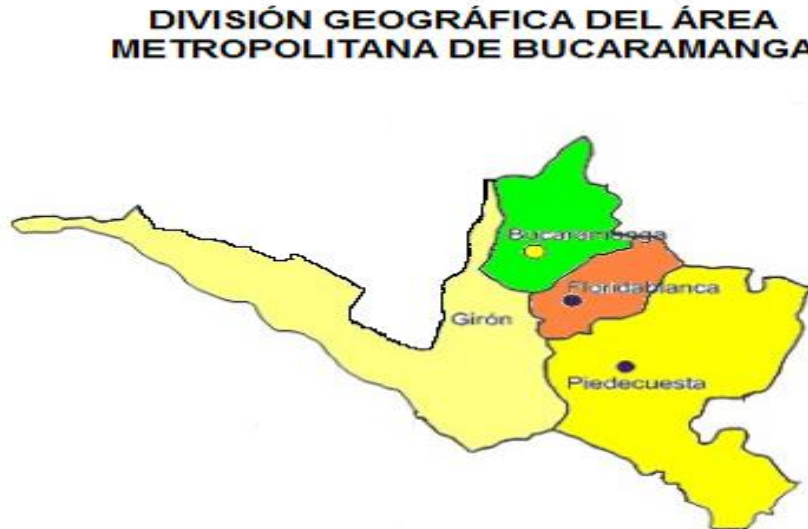 DIVISIÓN GEOGRÁFICA DEL ÁREA
METROPOLITANA DE BUCARAMANGA
Bucaramanga
Floridablanca
Girón
Piedecuesta